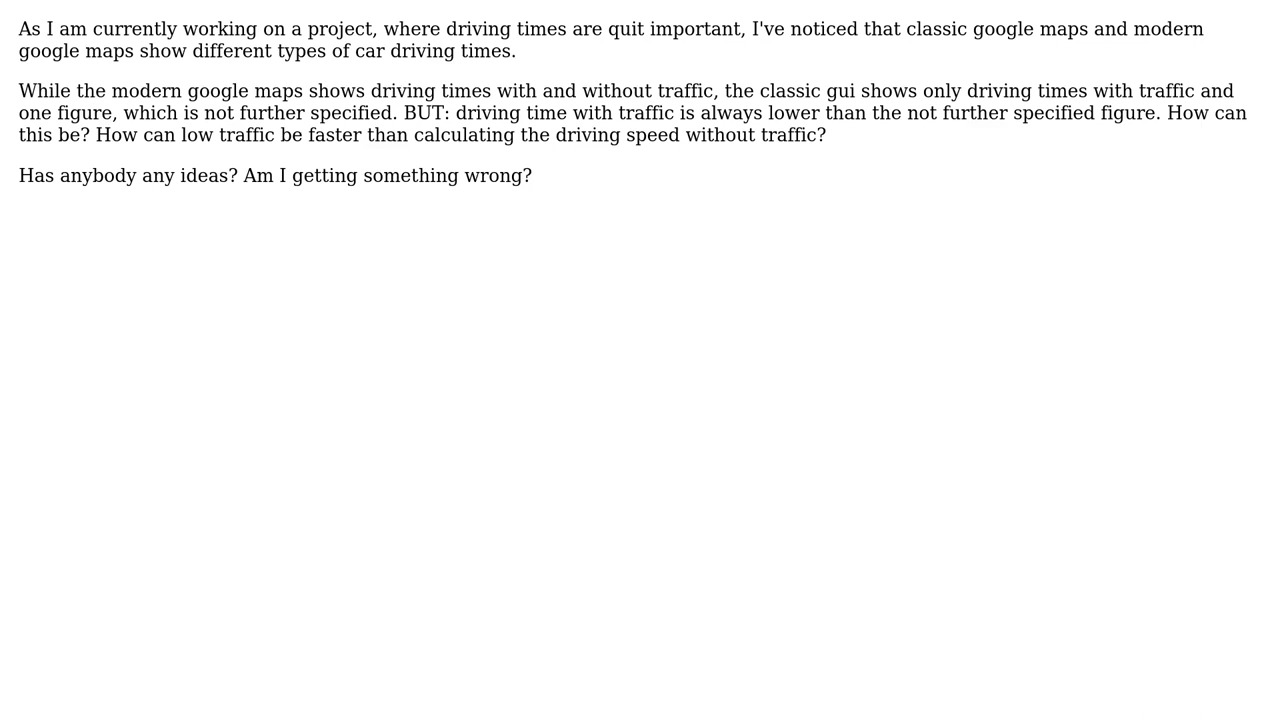 As I am currently working on a project, where driving times are quit important, I've noticed that classic google maps and modern
google maps show different types of car driving times.
While the modern google maps shows driving times with and without traffic, the classic gui shows only driving times with traffic and
one figure, which is not further specified. BUT: driving time with traffic is always lower than the not further specified figure. How can
this be? How can low traffic be faster than calculating the driving speed without traffic?
Has anybody any ideas? Am I getting something wrong?